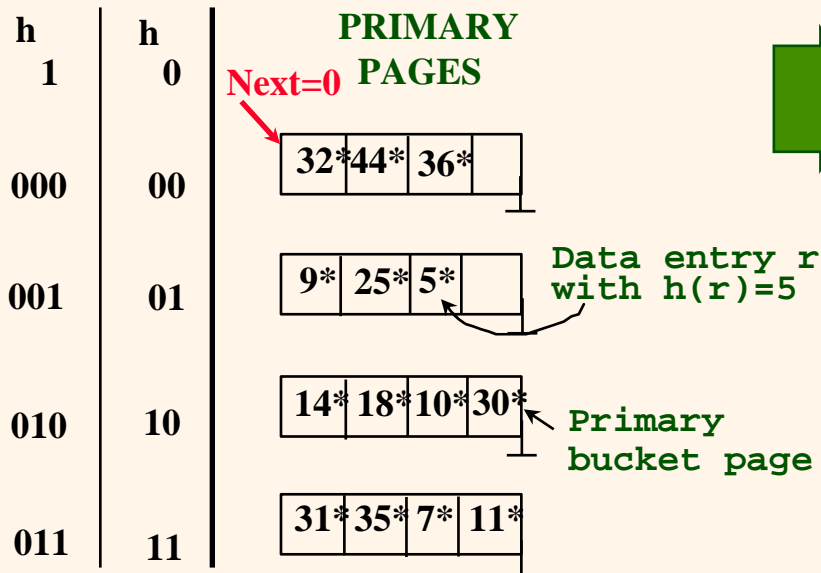 h h PRIMARY
1 0 PAGES
Next=0
000 00 32* 44* 36*
001 01 9* 25* 5*
Data entry r
with h(r)=5
010 10 14* 18* 10* 30*
Primary
bucket page
011 11 31* 35* 7* 11*